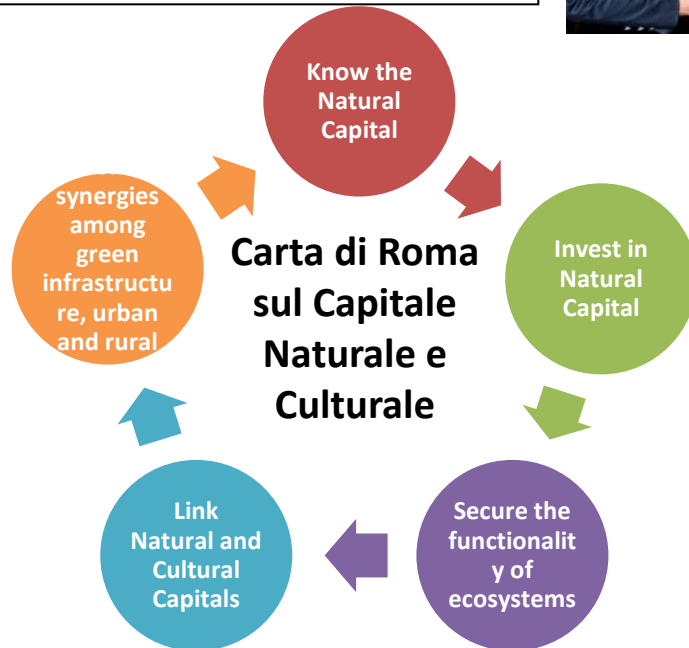 Know the
Natural
Capital
Invest in
Natural
Capital
Secure the
functionalit
y of
ecosystems
Link
Natural and
Cultural
Capitals
synergies
among
green
infrastructu
re, urban
and rural
Carta di Roma
sul Capitale
Naturale e
Culturale